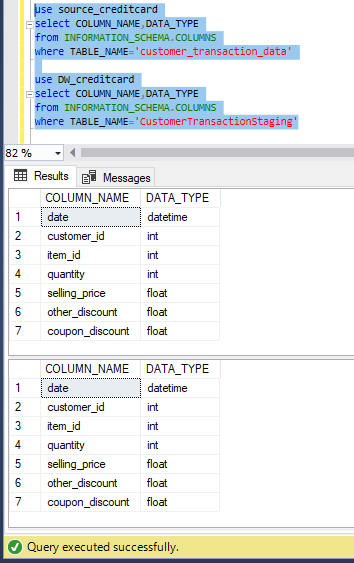 use source_creditcard
select COLUMN_NAME,DATA_TYPE
from INFORMATION_SCHEMA.COLUMNS
where TABLE_NAME='customer_transaction_data'
use DW_creditcard
select COLUMN_NAME,DATA_TYPE
from INFORMATION_SCHEMA.COLUMNS
where TABLE_NAME='CustomerTransactionStaging'
82 %
Results Messages
COLUMN_NAME DATA_TYPE
1 date datetime
2 customer_id int
3 item_id int
4 quantity int
5 selling_price float
6 other_discount float
7 coupon_discount float
COLUMN_NAME DATA_TYPE
1 date datetime
2 customer_id int
3 item_id int
4 quantity int
5 selling_price float
6 other_discount float
7 coupon_discount float
Query executed successfully.